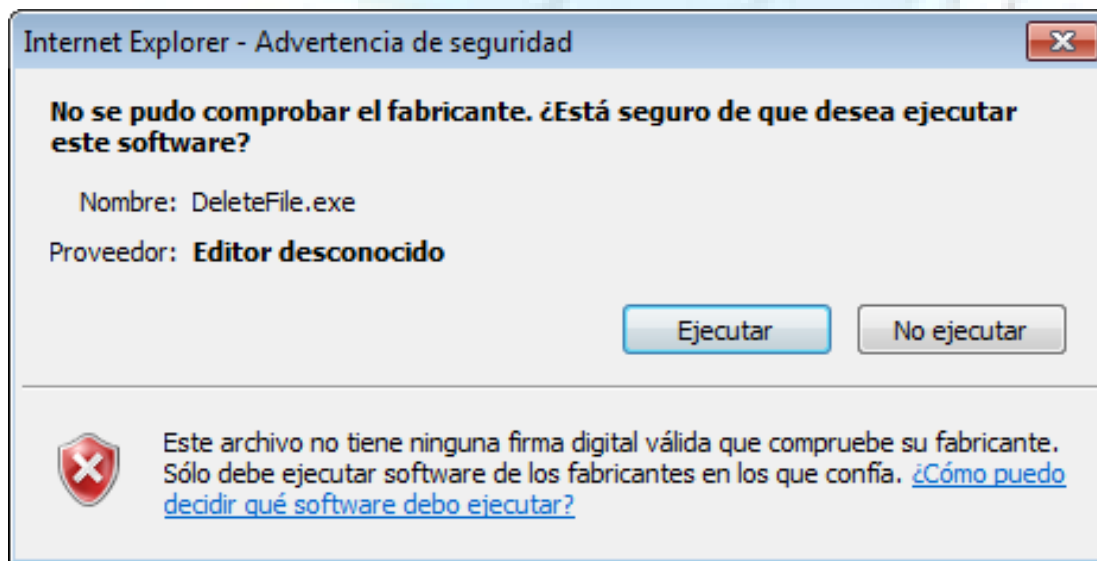 Internet Explorer - Advertencia de seguridad
No se pudo comprobar el fabricante. ¿Está seguro de que desea ejecutar
este software?
Nombre: DeleteFile.exe
Proveedor: Editor desconocido
Ejecutar No ejecutar
Este archivo no tiene ninguna firma digital válida que compruebe su fabricante.
Sólo debe ejecutar software de los fabricantes en los que confía. ¿Cómo puedo
decidir qué software debo ejecutar?